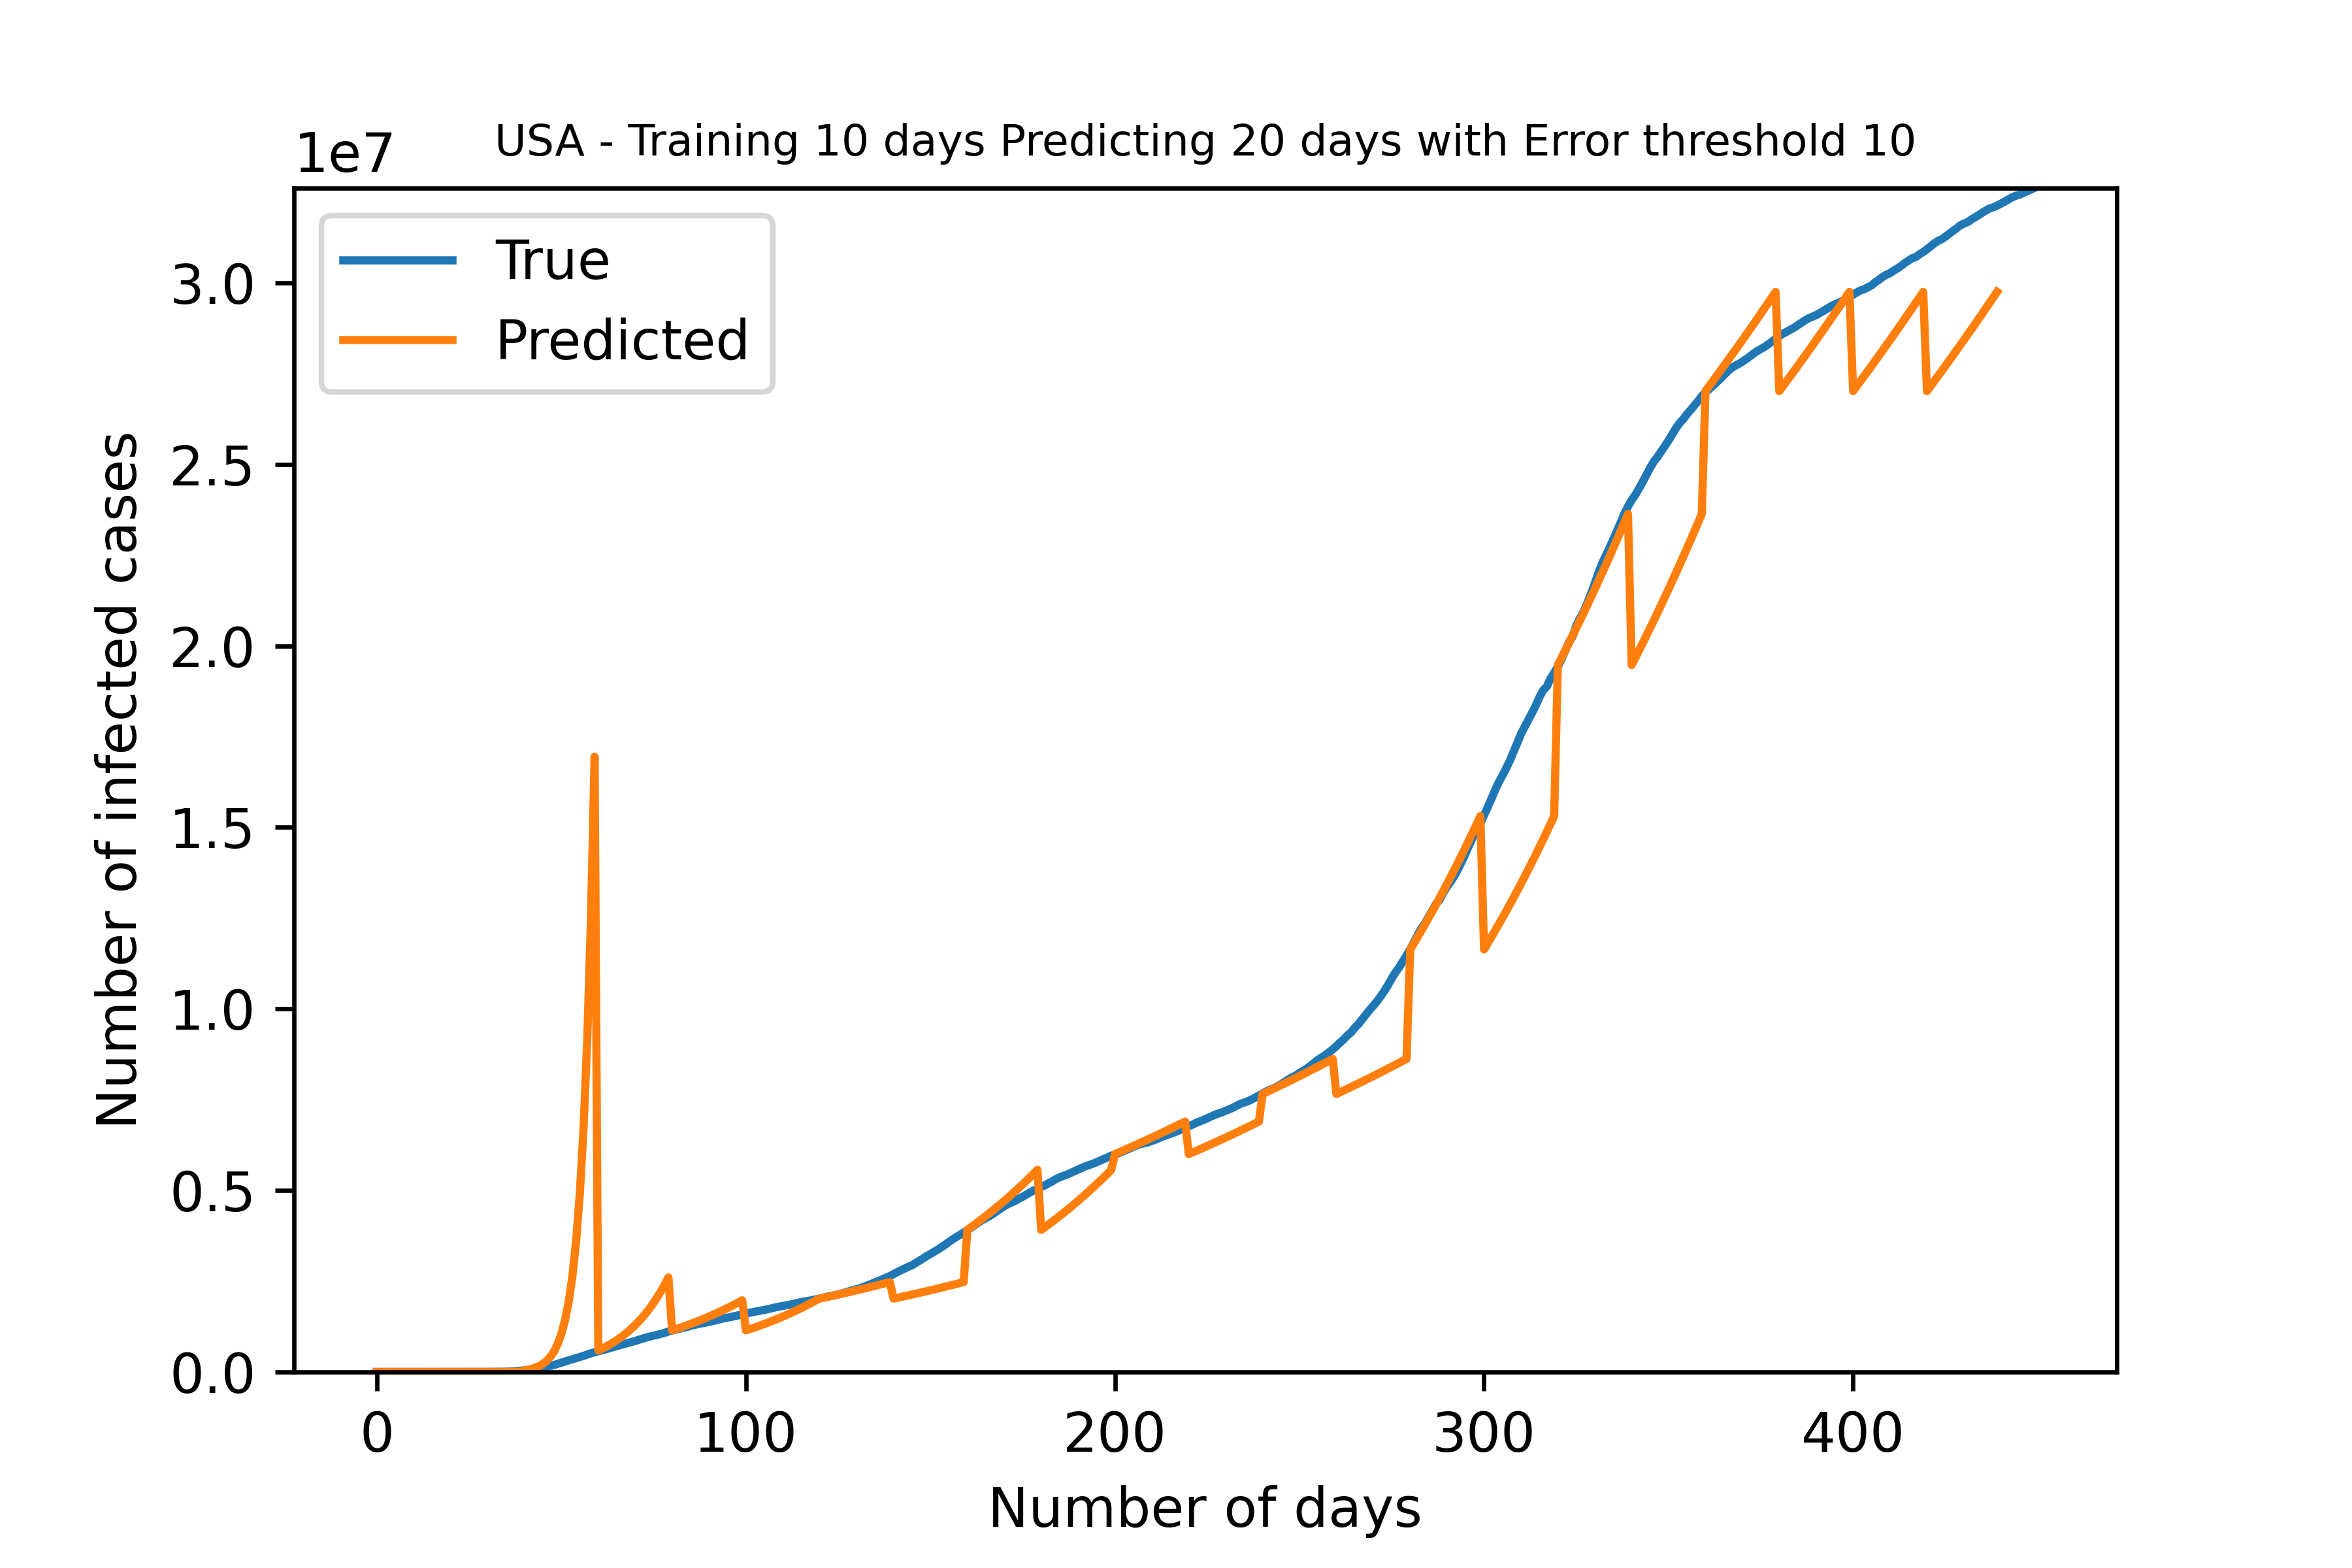 USA - Training 10 days Predicting 20 days with Error threshold 10
1e7
True
Predicted
3.0
2.5
2.0
1.5
1.0
0.5
0.0
Number of infected cases
0 100 200 300 400
Number of days